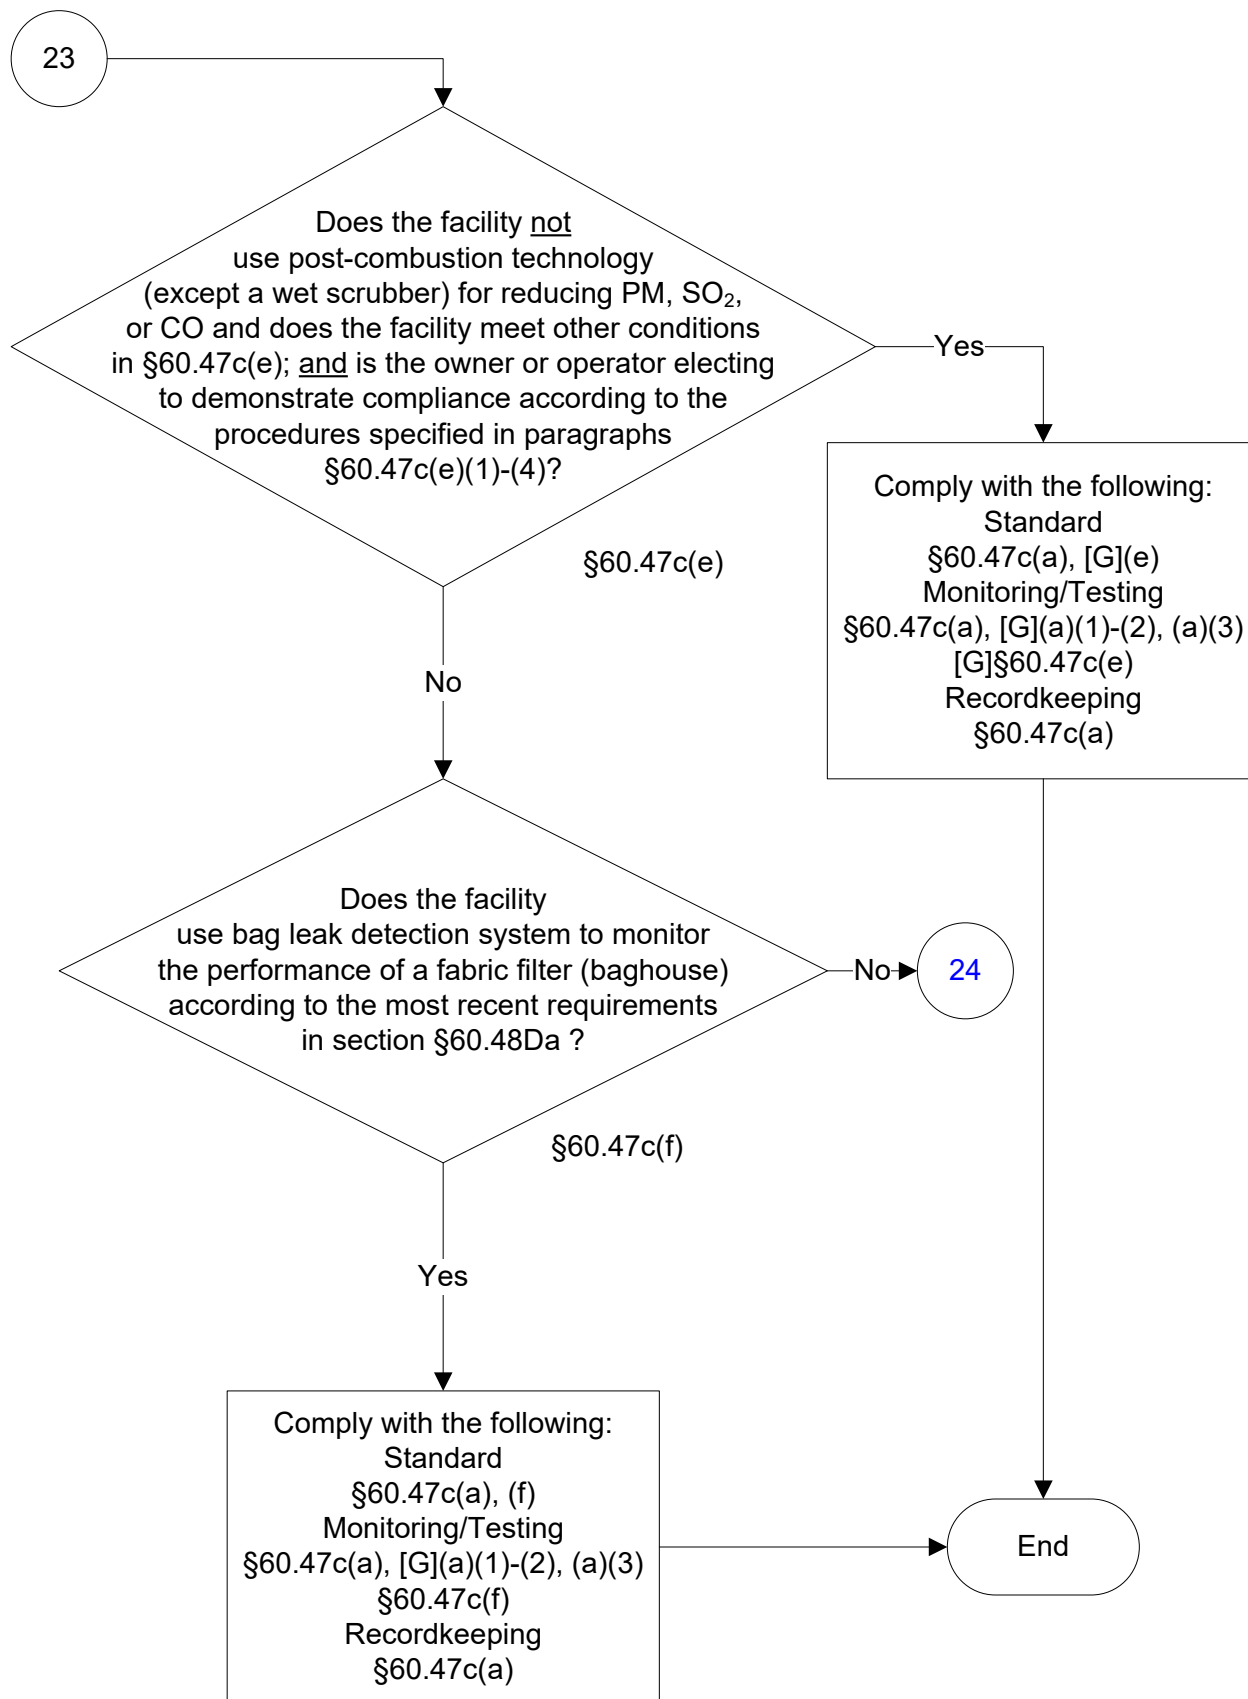 23
Does the facility not
use post-combustion technology
(except a wet scrubber) for reducing PM, SO₂,
or CO and does the facility meet other conditions
in §60.47c(e); and is the owner or operator electing
to demonstrate compliance according to the
procedures specified in paragraphs
§60.47c(e)(1)-(4)?
Yes
§60.47c(e)
Comply with the following:
Standard
§60.47c(a), [G](e)
Monitoring/Testing
§60.47c(a), [G](a)(1)-(2), (a)(3)
[G]§60.47c(e)
Recordkeeping
§60.47c(a)
No
Does the facility
use bag leak detection system to monitor
the performance of a fabric filter (baghouse)
according to the most recent requirements
in section §60.48Da ?
No
24
§60.47c(f)
Yes
Comply with the following:
Standard
§60.47c(a), (f)
Monitoring/Testing
§60.47c(a), [G](a)(1)-(2), (a)(3)
§60.47c(f)
Recordkeeping
§60.47c(a)
End